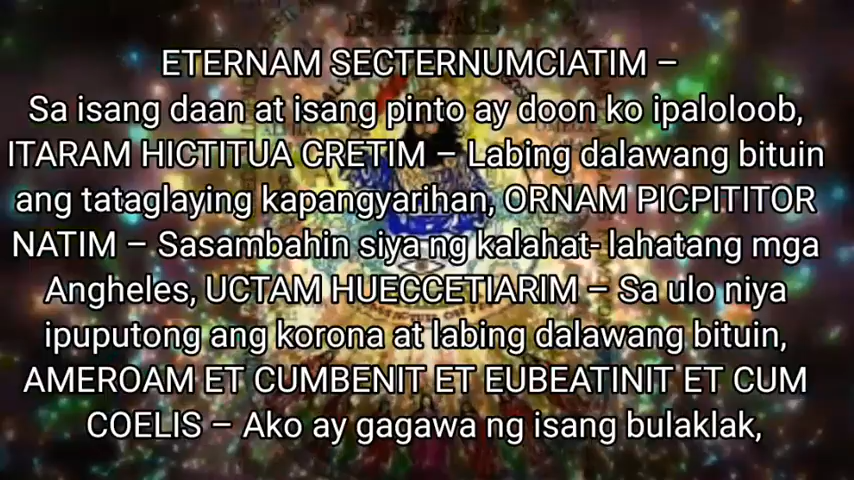 ETERNAM SECTERNUMCIATIM –
Sa isang daan at isang pinto ay doon ko ipaloloob,
ITARAM HICTITUA CRETIM – Labing dalawang bituin
ang tataglaying kapangyarihan, ORNAM PICPITITOR
NATIM – Sasambahin siya ng kalahat- lahatang mga
Angheles, UCTAM HUECCETIARIM – Sa ulo niya
ipuputong ang korona at labing dalawang bituin,
AMEROAM ET CUMBENIT ET EUBEATINIT ET CUM
COELIS – Ako ay gagawa ng isang bulaklak,